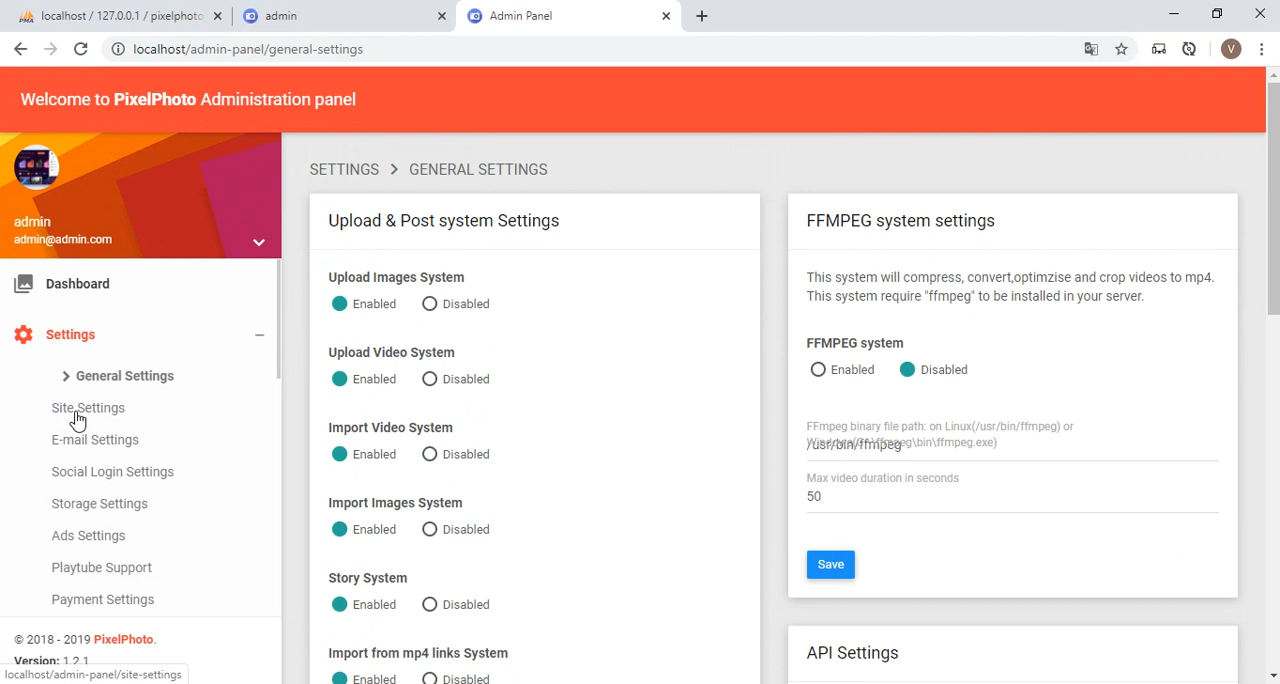 localhost / 127.0.0.1 / pixelphoto
admin
Admin Panel
localhost/admin-panel/general-settings
V
Welcome to PixelPhoto Administration panel
admin
admin@admin.com
Dashboard
Settings
General Settings
Site Settings
E-mail Settings
Social Login Settings
Storage Settings
Ads Settings
Playtube Support
Payment Settings
© 2018 - 2019 PixelPhoto.
Version: 1.2.1
localhost/admin-panel/site-settings
SETTINGS > GENERAL SETTINGS
Upload & Post system Settings
Upload Images System
Enabled Disabled
Upload Video System
Enabled Disabled
Import Video System
Enabled Disabled
Import Images System
Enabled Disabled
Story System
Enabled Disabled
Import from mp4 links System
Enabled Disabled
FFMPEG system settings
This system will compress, convert,optimzise and crop videos to mp4.
This system require "ffmpeg" to be installed in your server.
FFMPEG system
Enabled Disabled
FFmpeg binary file path: on Linux(/usr/bin/ffmpeg) or
\bin\ffmpeg.exe)
/usr/bin/ffmpeg
Max video duration in seconds
50
Save
API Settings